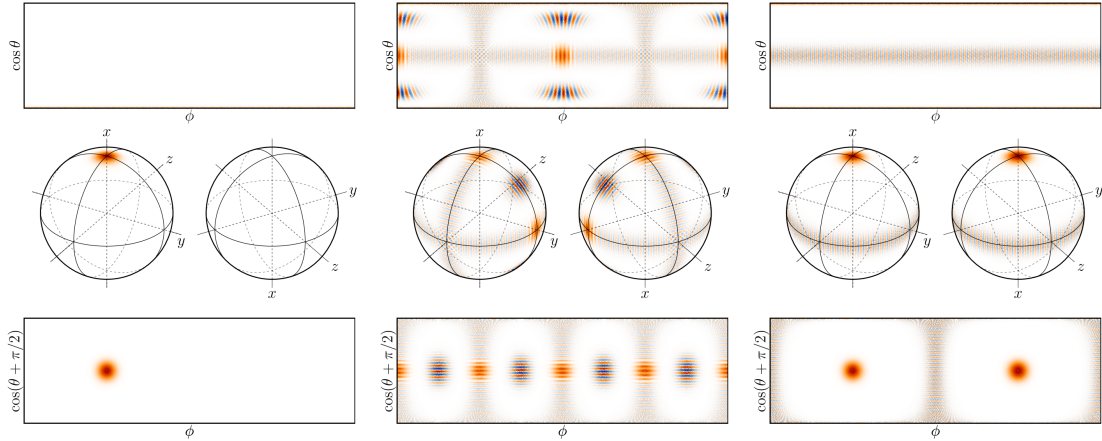 cos θ cos θ cos θ
ϕ ϕ ϕ
x x x x
z z z
y y y
y y y
z z z
x x x
cos(θ + π/2) cos(θ + π/2) cos(θ + π/2)
ϕ ϕ ϕ